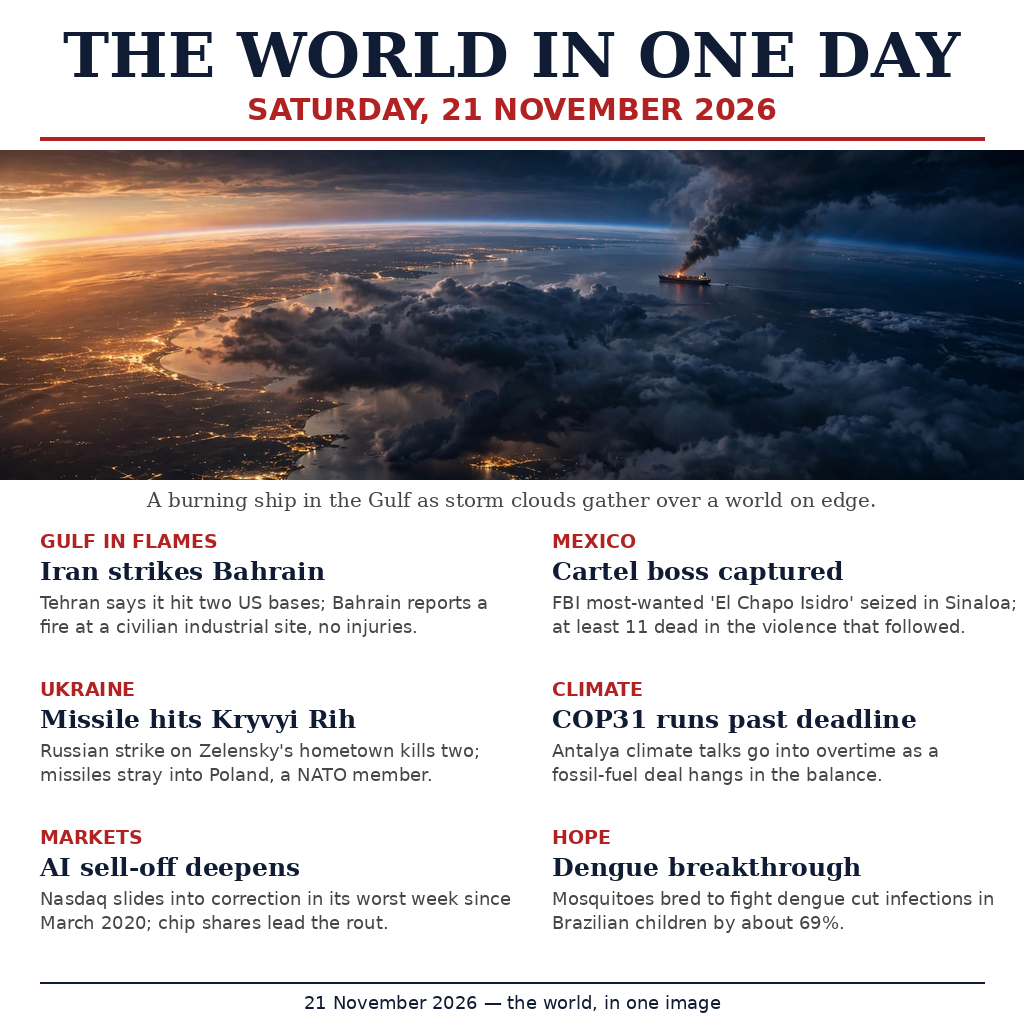 THE WORLD IN ONE DAY
SATURDAY, 21 NOVEMBER 2026
A burning ship in the Gulf as storm clouds gather over a world on edge.
GULF IN FLAMES
Iran strikes Bahrain
Tehran says it hit two US bases; Bahrain reports a
fire at a civilian industrial site, no injuries.
MEXICO
Cartel boss captured
FBI most-wanted 'El Chapo Isidro' seized in Sinaloa;
at least 11 dead in the violence that followed.
UKRAINE
Missile hits Kryvyi Rih
Russian strike on Zelensky's hometown kills two;
missiles stray into Poland, a NATO member.
CLIMATE
COP31 runs past deadline
Antalya climate talks go into overtime as a
fossil-fuel deal hangs in the balance.
MARKETS
AI sell-off deepens
Nasdaq slides into correction in its worst week since
March 2020; chip shares lead the rout.
HOPE
Dengue breakthrough
Mosquitoes bred to fight dengue cut infections in
Brazilian children by about 69%.
21 November 2026 — the world, in one image